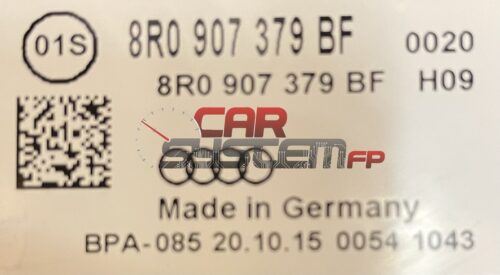 01S 8R0 907 379 BF 0020
8R0 907 379 BF H09
CAR
SYSTEM FP
Made in Germany
BPA-085 20.10.15 0054 1043